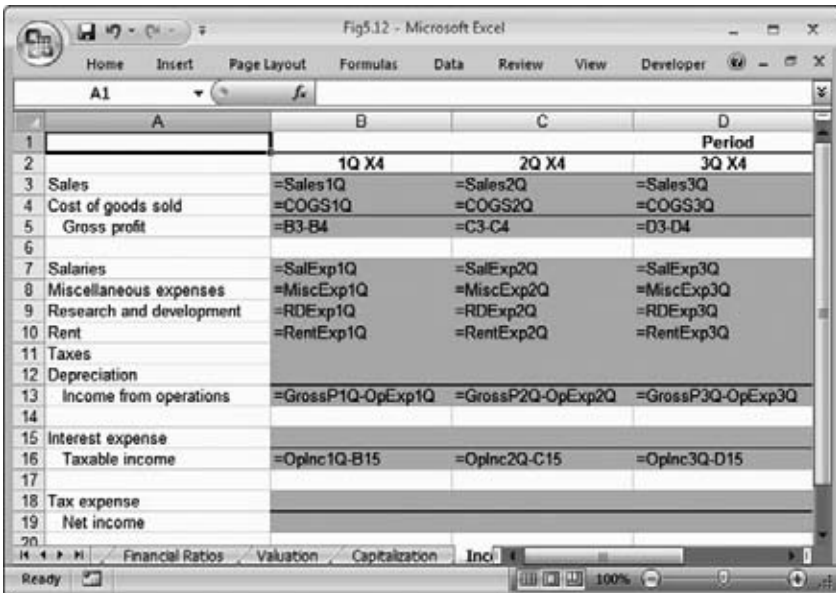 Fig5.12 - Microsoft Excel
Home Insert Page Layout Formulas Data Review View Developer
A1 fx
A B C D
1 Period
2 1Q X4 2Q X4 3Q X4
3 Sales =Sales1Q =Sales2Q =Sales3Q
4 Cost of goods sold =COGS1Q =COGS2Q =COGS3Q
5 Gross profit =B3-B4 =C3-C4 =D3-D4
6
7 Salaries =SalExp1Q =SalExp2Q =SalExp3Q
8 Miscellaneous expenses =MiscExp1Q =MiscExp2Q =MiscExp3Q
9 Research and development =RDExp1Q =RDExp2Q =RDExp3Q
10 Rent =RentExp1Q =RentExp2Q =RentExp3Q
11 Taxes
12 Depreciation
13 Income from operations =GrossP1Q-OpExp1Q =GrossP2Q-OpExp2Q =GrossP3Q-OpExp3Q
14
15 Interest expense
16 Taxable income =OpInc1Q-B15 =OpInc2Q-C15 =OpInc3Q-D15
17
18 Tax expense
19 Net income
20
Financial Ratios Valuation Capitalization Inc
Ready 100%